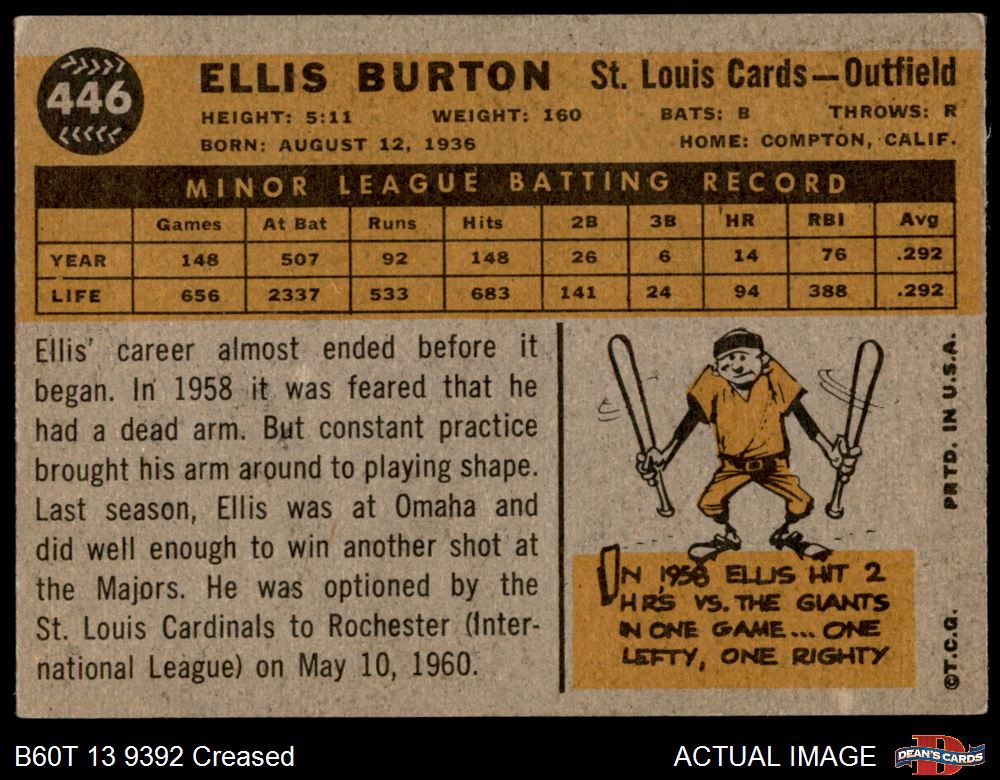 446
ELLIS BURTON St. Louis Cards—Outfield
HEIGHT: 5:11 WEIGHT: 160 BATS: B THROWS: R
BORN: AUGUST 12, 1936 HOME: COMPTON, CALIF.
MINOR LEAGUE BATTING RECORD
Games At Bat Runs Hits 2B 3B HR RBI Avg
YEAR 148 507 92 148 26 6 14 76 .292
LIFE 656 2337 533 683 141 24 94 388 .292
Ellis' career almost ended before it
began. In 1958 it was feared that he
had a dead arm. But constant practice
brought his arm around to playing shape.
Last season, Ellis was at Omaha and
did well enough to win another shot at
the Majors. He was optioned by the
St. Louis Cardinals to Rochester (Inter-
national League) on May 10, 1960.
IN 1958 ELLIS HIT 2
HRS VS. THE GIANTS
IN ONE GAME... ONE
LEFTY, ONE RIGHTY
©T.C.G. PRTD. IN U.S.A.
B60T 13 9392 Creased ACTUAL IMAGE DEAN'S CARDS